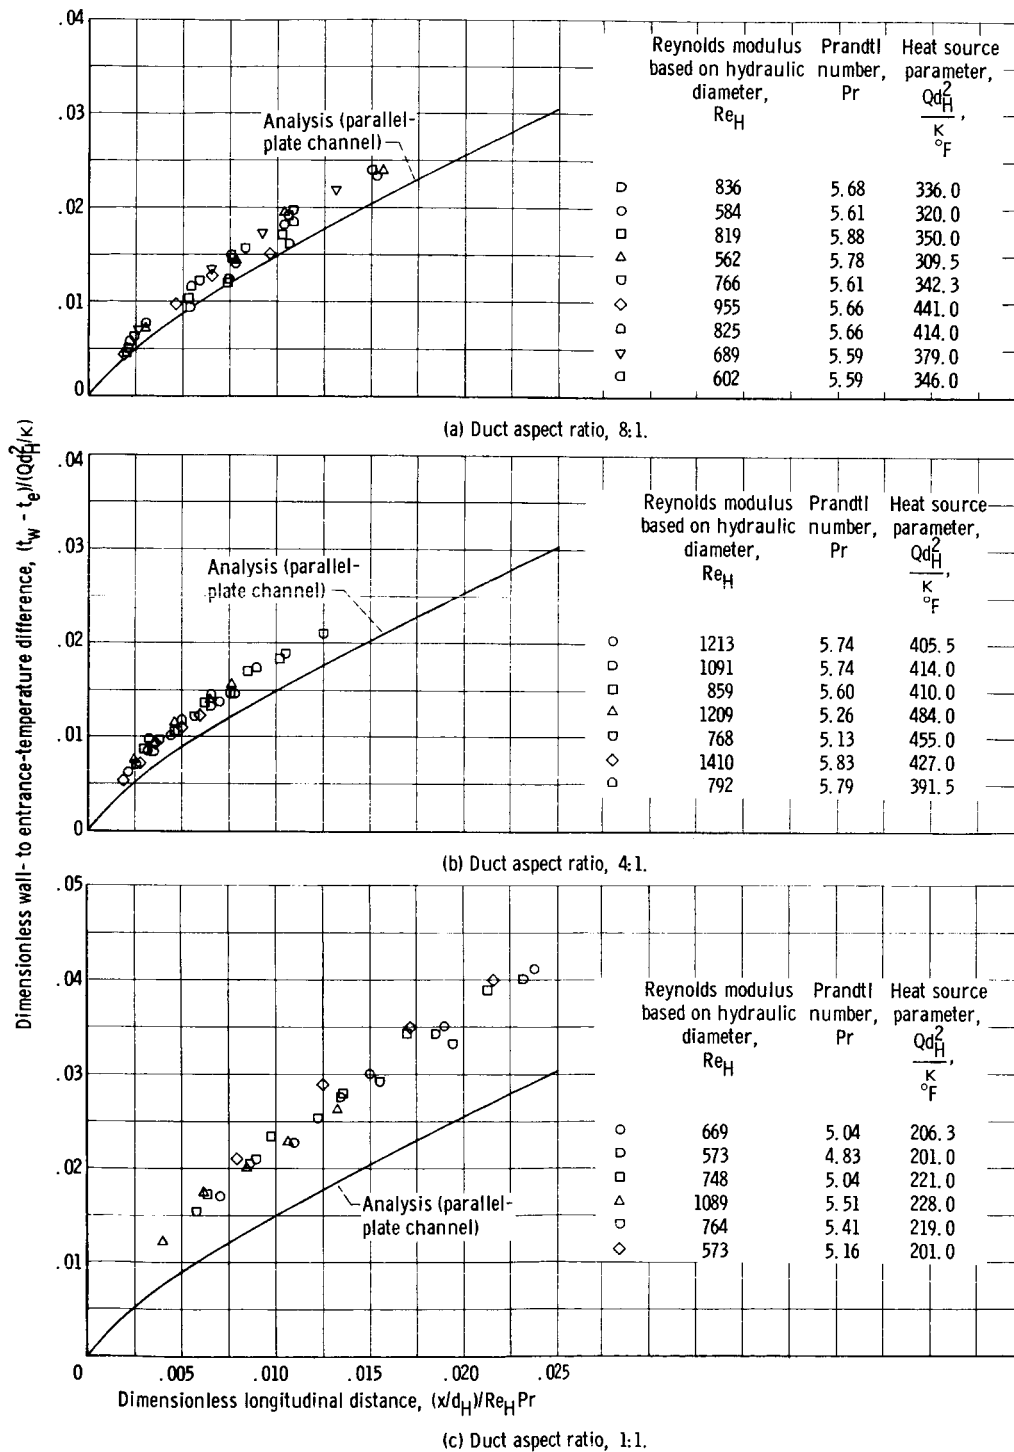 Dimensionless wall- to entrance-temperature difference, (t_w - t_e)/(Qd_H^2/κ)
.04
.03
.02
.01
0
Analysis (parallel-
plate channel)
Reynolds modulus Prandtl Heat source
based on hydraulic number, parameter,
diameter, Pr Qd_H^2
Re_H κ ,
°F
836 5.68 336.0
584 5.61 320.0
819 5.88 350.0
562 5.78 309.5
766 5.61 342.3
955 5.66 441.0
825 5.66 414.0
689 5.59 379.0
602 5.59 346.0
(a) Duct aspect ratio, 8:1.
.04
.03
.02
.01
0
Analysis (parallel-
plate channel)
Reynolds modulus Prandtl Heat source
based on hydraulic number, parameter,
diameter, Pr Qd_H^2
Re_H κ ,
°F
1213 5.74 405.5
1091 5.74 414.0
859 5.60 410.0
1209 5.26 484.0
768 5.13 455.0
1410 5.83 427.0
792 5.79 391.5
(b) Duct aspect ratio, 4:1.
.05
.04
.03
.02
.01
Analysis (parallel-
plate channel)
Reynolds modulus Prandtl Heat source
based on hydraulic number, parameter,
diameter, Pr Qd_H^2
Re_H κ ,
°F
669 5.04 206.3
573 4.83 201.0
748 5.04 221.0
1089 5.51 228.0
764 5.41 219.0
573 5.16 201.0
0 .005 .010 .015 .020 .025
Dimensionless longitudinal distance, (x/d_H)/Re_H Pr
(c) Duct aspect ratio, 1:1.